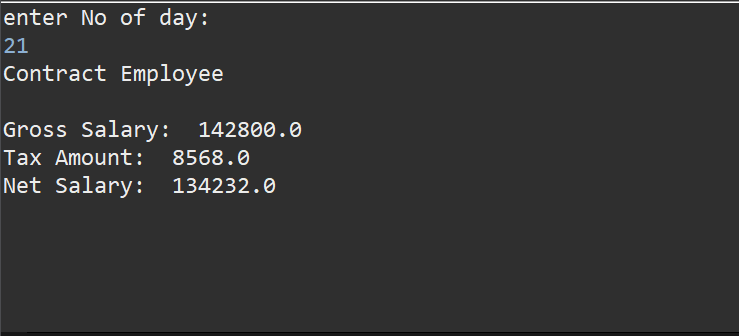 enter No of day:
21
Contract Employee
Gross Salary:  142800.0
Tax Amount:  8568.0
Net Salary:  134232.0